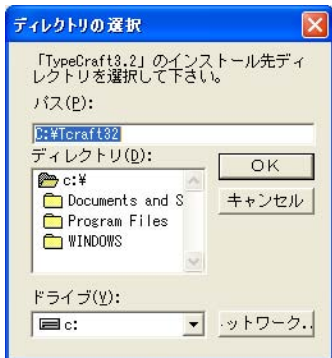 ディレクトリの選択
「TypeCraft3.2」のインストール先ディ
レクトリを選択して下さい。
パス(P):
C:¥Tcraft32
ディレクトリ(D):
c:¥
Documents and S
Program Files
WINDOWS
OK
キャンセル
ドライブ(V):
c:
ットワーク..